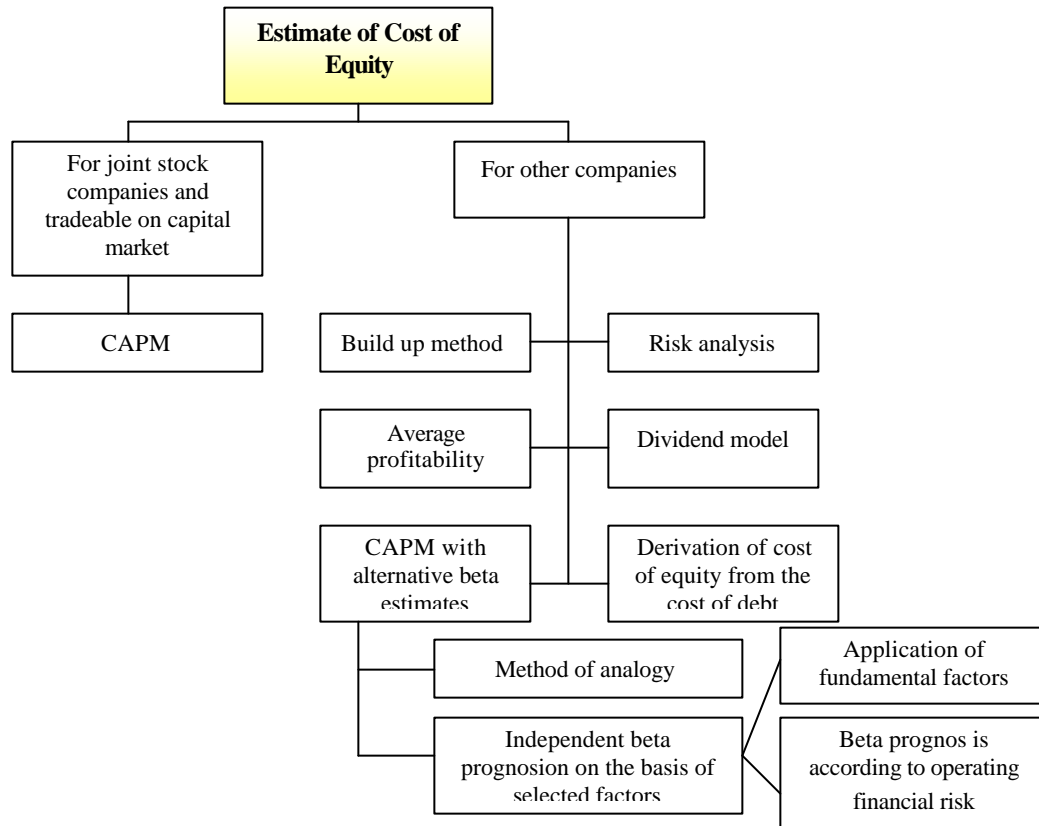 Estimate of Cost of
Equity
For joint stock
companies and
tradeable on capital
market
For other companies
CAPM
Build up method
Risk analysis
Average
profitability
Dividend model
CAPM with
alternative beta
estimates
Derivation of cost
of equity from the
cost of debt
Method of analogy
Application of
fundamental factors
Independent beta
prognosion on the basis of
selected factors
Beta prognos is
according to operating
financial risk